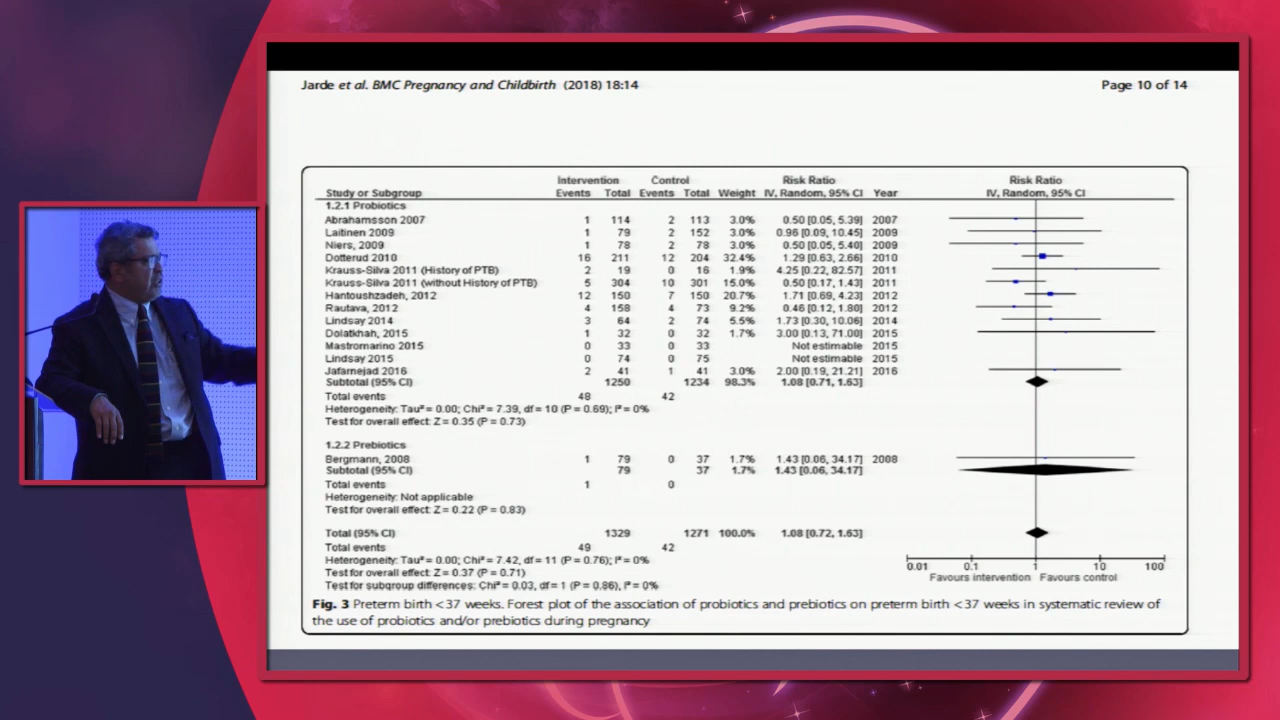 Jarde et al. BMC Pregnancy and Childbirth (2018) 18:14 Page 10 of 14
Intervention Control Risk Ratio Risk Ratio
Study or Subgroup Events Total Events Total Weight IV, Random, 95% CI Year IV, Random, 95% CI
1.2.1 Probiotics
Abrahamsson 2007 1 114 2 113 3.0% 0.50 [0.05, 5.39] 2007
Laitinen 2009 1 79 2 152 3.0% 0.96 [0.09, 10.45] 2009
Niers, 2009 1 78 2 78 3.0% 0.50 [0.05, 5.40] 2009
Dotterud 2010 16 211 12 204 32.4% 1.29 [0.63, 2.66] 2010
Krauss-Silva 2011 (History of PTB) 2 19 0 16 1.9% 4.25 [0.22, 82.57] 2011
Krauss-Silva 2011 (without History of PTB) 5 304 10 301 15.0% 0.50 [0.17, 1.43] 2011
Hantoushzadeh, 2012 12 150 7 150 20.7% 1.71 [0.69, 4.23] 2012
Rautava, 2012 4 158 4 73 9.2% 0.46 [0.12, 1.80] 2012
Lindsay 2014 3 64 2 74 5.5% 1.73 [0.30, 10.06] 2014
Dolatkhah, 2015 1 32 0 32 1.7% 3.00 [0.13, 71.00] 2015
Mastromarino 2015 0 33 0 33 Not estimable 2015
Lindsay 2015 0 74 0 75 Not estimable 2015
Jafarnejad 2016 2 41 1 41 3.0% 2.00 [0.19, 21.21] 2016
Subtotal (95% CI) 1250 1234 98.3% 1.08 [0.71, 1.63]
Total events 48 42
Heterogeneity: Tau² = 0.00; Chi² = 7.39, df = 10 (P = 0.69); I² = 0%
Test for overall effect: Z = 0.35 (P = 0.73)
1.2.2 Prebiotics
Bergmann, 2008 1 79 0 37 1.7% 1.43 [0.06, 34.17] 2008
Subtotal (95% CI) 79 37 1.7% 1.43 [0.06, 34.17]
Total events 1 0
Heterogeneity: Not applicable
Test for overall effect: Z = 0.22 (P = 0.83)
Total (95% CI) 1329 1271 100.0% 1.08 [0.72, 1.63]
Total events 49 42
Heterogeneity: Tau² = 0.00; Chi² = 7.42, df = 11 (P = 0.76); I² = 0%
Test for overall effect: Z = 0.37 (P = 0.71)
Test for subgroup differences: Chi² = 0.03, df = 1 (P = 0.86), I² = 0%
0.01 0.1 1 10 100
Favours intervention Favours control
Fig. 3 Preterm birth <37 weeks. Forest plot of the association of probiotics and prebiotics on preterm birth <37 weeks in systematic review of
the use of probiotics and/or prebiotics during pregnancy